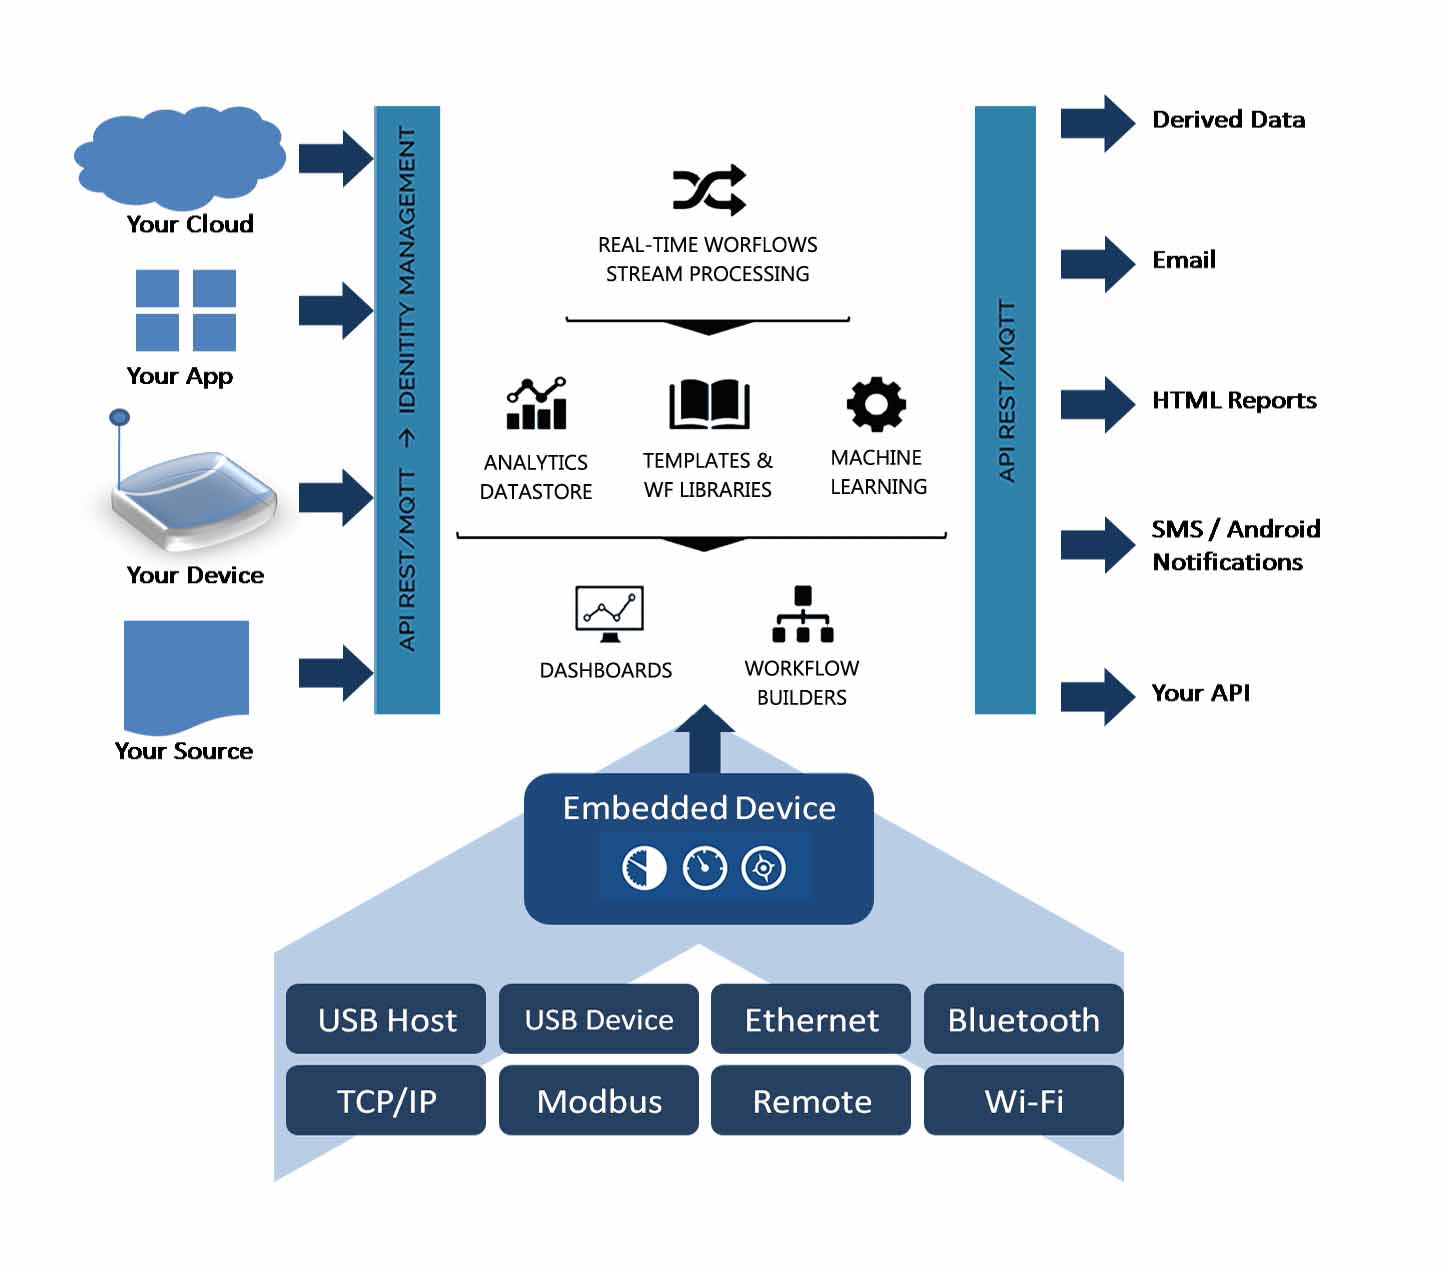 Your Cloud
Your App
Your Device
Your Source
API REST/MQTT → IDENITITY MANAGEMENT
REAL-TIME WORFLOWS
STREAM PROCESSING
ANALYTICS
DATASTORE
TEMPLATES &
WF LIBRARIES
MACHINE
LEARNING
DASHBOARDS
WORKFLOW
BUILDERS
API REST/MQTT
Derived Data
Email
HTML Reports
SMS / Android
Notifications
Your API
Embedded Device
USB Host
USB Device
Ethernet
Bluetooth
TCP/IP
Modbus
Remote
Wi-Fi